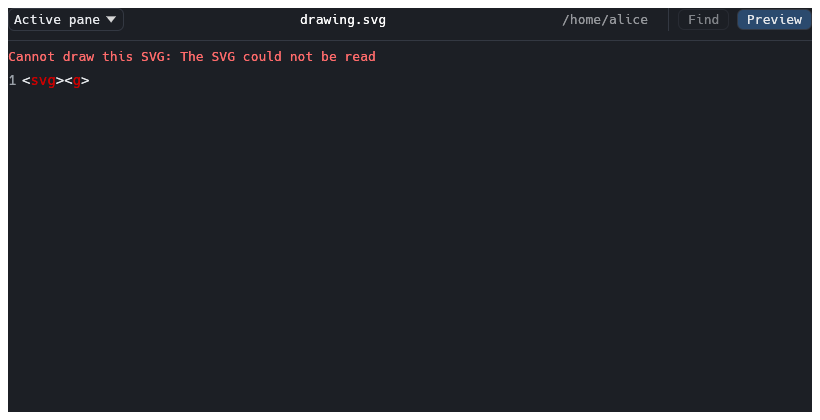 Active pane drawing.svg /home/alice Find Preview
Cannot draw this SVG: The SVG could not be read
1 <svg><g>